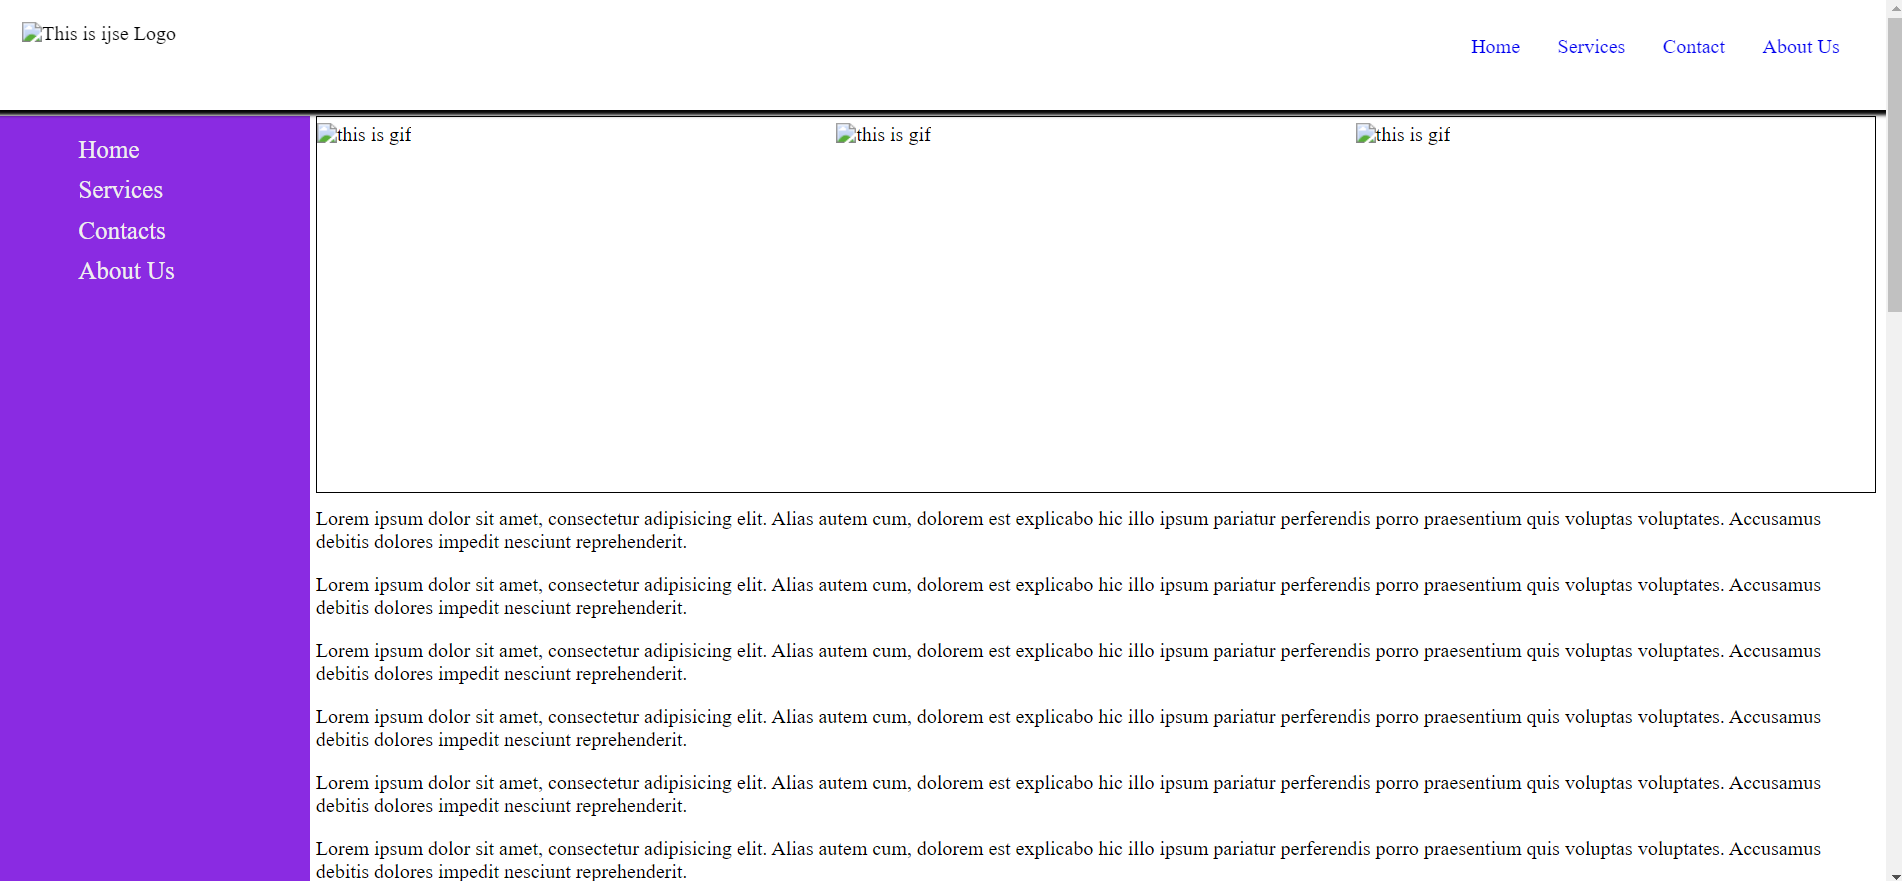 This is ijse Logo
Home Services Contact About Us
Home
Services
Contacts
About Us
this is gif this is gif this is gif
Lorem ipsum dolor sit amet, consectetur adipisicing elit. Alias autem cum, dolorem est explicabo hic illo ipsum pariatur perferendis porro praesentium quis voluptas voluptates. Accusamus
debitis dolores impedit nesciunt reprehenderit.
Lorem ipsum dolor sit amet, consectetur adipisicing elit. Alias autem cum, dolorem est explicabo hic illo ipsum pariatur perferendis porro praesentium quis voluptas voluptates. Accusamus
debitis dolores impedit nesciunt reprehenderit.
Lorem ipsum dolor sit amet, consectetur adipisicing elit. Alias autem cum, dolorem est explicabo hic illo ipsum pariatur perferendis porro praesentium quis voluptas voluptates. Accusamus
debitis dolores impedit nesciunt reprehenderit.
Lorem ipsum dolor sit amet, consectetur adipisicing elit. Alias autem cum, dolorem est explicabo hic illo ipsum pariatur perferendis porro praesentium quis voluptas voluptates. Accusamus
debitis dolores impedit nesciunt reprehenderit.
Lorem ipsum dolor sit amet, consectetur adipisicing elit. Alias autem cum, dolorem est explicabo hic illo ipsum pariatur perferendis porro praesentium quis voluptas voluptates. Accusamus
debitis dolores impedit nesciunt reprehenderit.
Lorem ipsum dolor sit amet, consectetur adipisicing elit. Alias autem cum, dolorem est explicabo hic illo ipsum pariatur perferendis porro praesentium quis voluptas voluptates. Accusamus
debitis dolores impedit nesciunt reprehenderit.